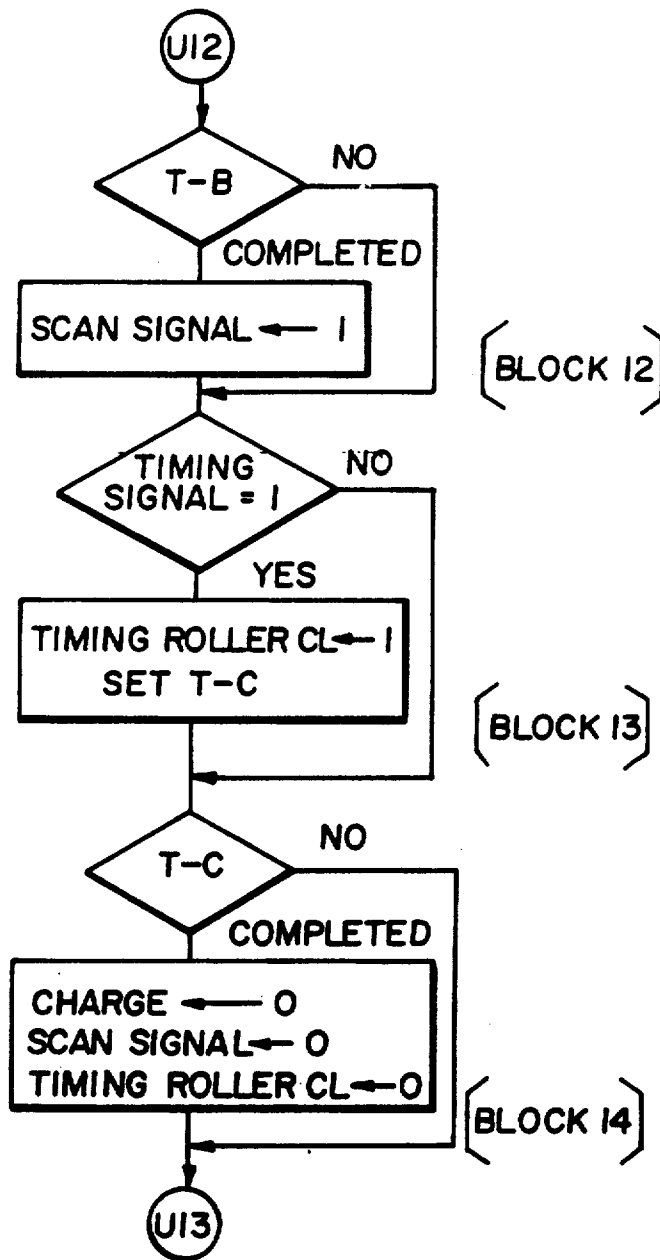 U12
T-B
NO
COMPLETED
SCAN SIGNAL ← 1
[BLOCK 12]
TIMING
SIGNAL = 1
NO
YES
TIMING ROLLER CL ← 1
SET T-C
[BLOCK 13]
T-C
NO
COMPLETED
CHARGE ← 0
SCAN SIGNAL ← 0
TIMING ROLLER CL ← 0
[BLOCK 14]
U13